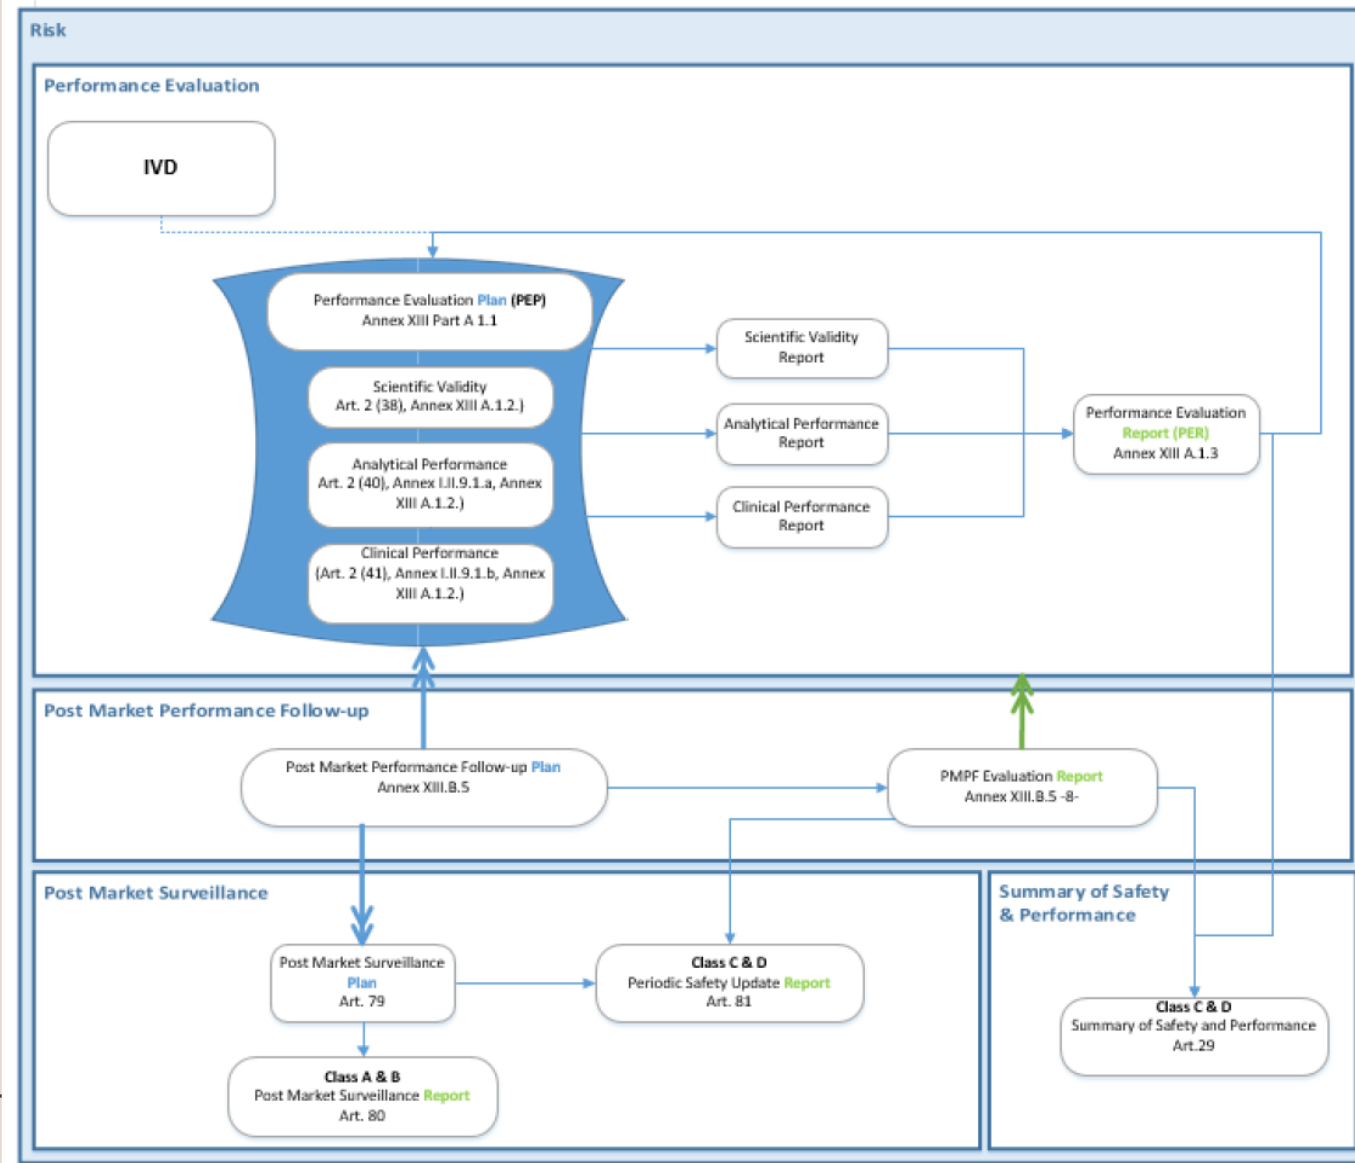 Risk
Performance Evaluation
IVD
Performance Evaluation Plan (PEP)
Annex XIII Part A 1.1
Scientific Validity
Art. 2 (38), Annex XIII A.1.2.)
Analytical Performance
Art. 2 (40), Annex I.II.9.1.a, Annex
XIII A.1.2.)
Clinical Performance
(Art. 2 (41), Annex I.II.9.1.b, Annex
XIII A.1.2.)
Scientific Validity
Report
Analytical Performance
Report
Clinical Performance
Report
Performance Evaluation
Report (PER)
Annex XIII A.1.3
Post Market Performance Follow-up
Post Market Performance Follow-up Plan
Annex XIII.B.5
PMPF Evaluation Report
Annex XIII.B.5 -8-
Post Market Surveillance
Post Market Surveillance
Plan
Art. 79
Class C & D
Periodic Safety Update Report
Art. 81
Class A & B
Post Market Surveillance Report
Art. 80
Summary of Safety
& Performance
Class C & D
Summary of Safety and Performance
Art.29